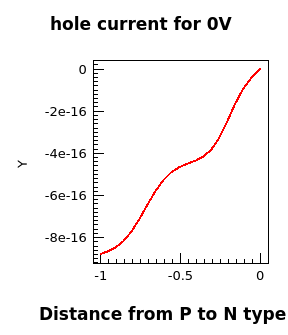 hole current for 0V
0
-2e-16
-4e-16
Y
-6e-16
-8e-16
-1 -0.5 0
Distance from P to N type